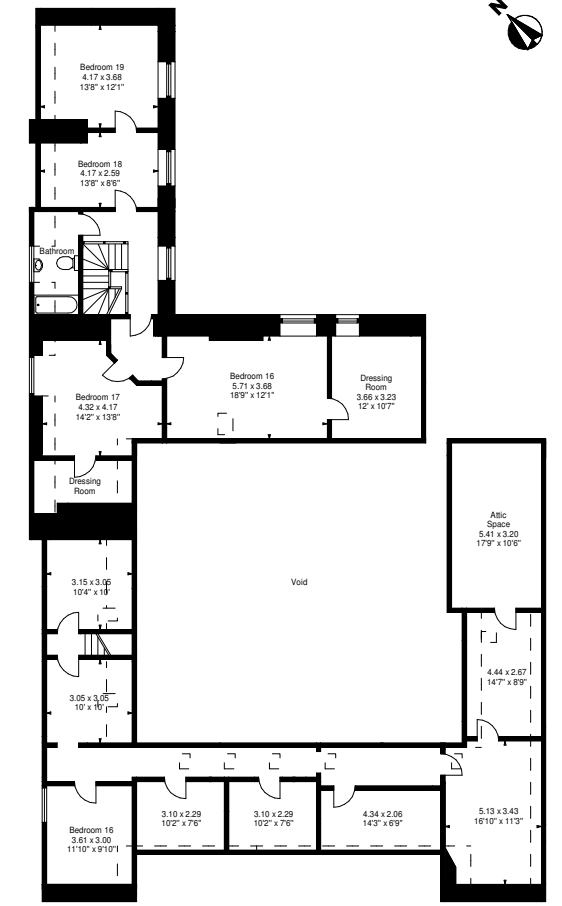 N
Bedroom 19
4.17 x 3.68
13'8" x 12'1"
Bedroom 18
4.17 x 2.59
13'8" x 8'6"
Bathroom
Bedroom 17
4.32 x 4.17
14'2" x 13'8"
Bedroom 16
5.71 x 3.68
18'9" x 12'1"
Dressing
Room
3.66 x 3.23
12' x 10'7"
Dressing
Room
Attic
Space
5.41 x 3.20
17'9" x 10'6"
3.15 x 3.05
10'4" x 10'
Void
4.44 x 2.67
14'7" x 8'9"
3.05 x 3.05
10' x 10'
Bedroom 16
3.61 x 3.00
11'10" x 9'10"
3.10 x 2.29
10'2" x 7'6"
3.10 x 2.29
10'2" x 7'6"
4.34 x 2.06
14'3" x 6'9"
5.13 x 3.43
16'10" x 11'3"